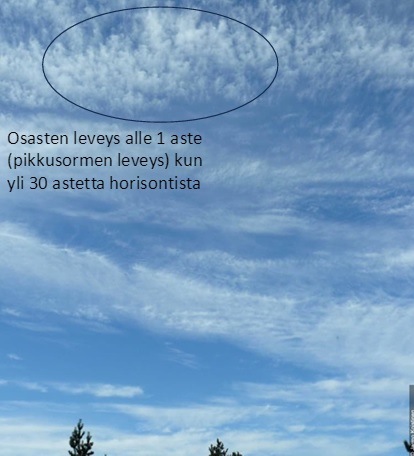 Osasten leveys alle 1 aste
(pikkusormen leveys) kun
yli 30 astetta horisontista